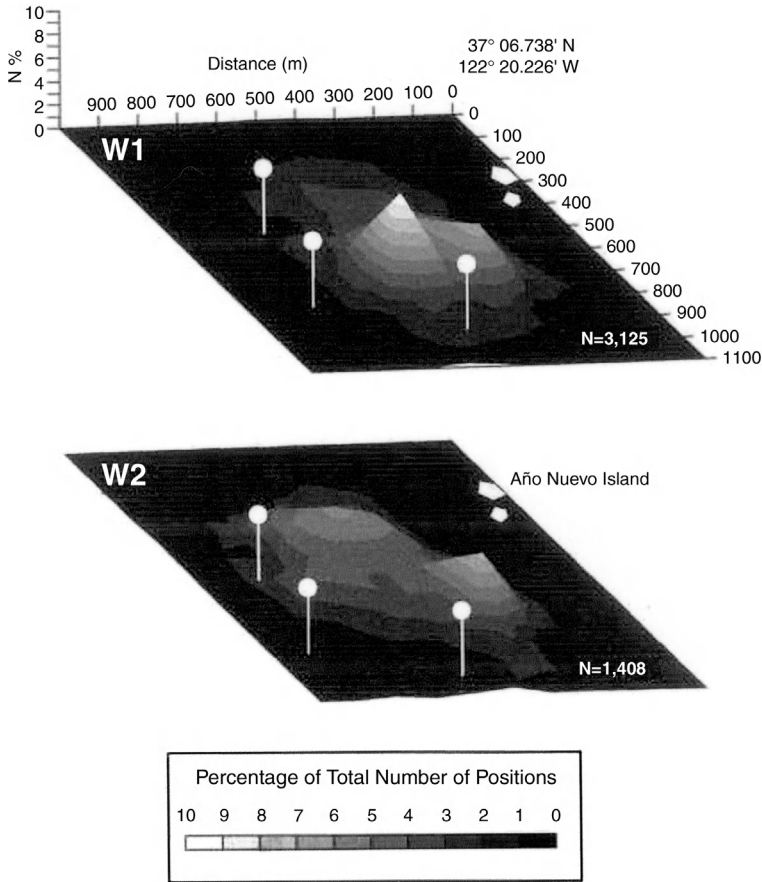 10
8
6
4
2
0
N %
Distance (m)
37° 06.738' N
122° 20.226' W
900 800 700 600 500 400 300 200 100 0
0
100
200
300
400
500
600
700
800
900
1000
1100
W1
N=3,125
W2
Año Nuevo Island
N=1,408
Percentage of Total Number of Positions
10 9 8 7 6 5 4 3 2 1 0